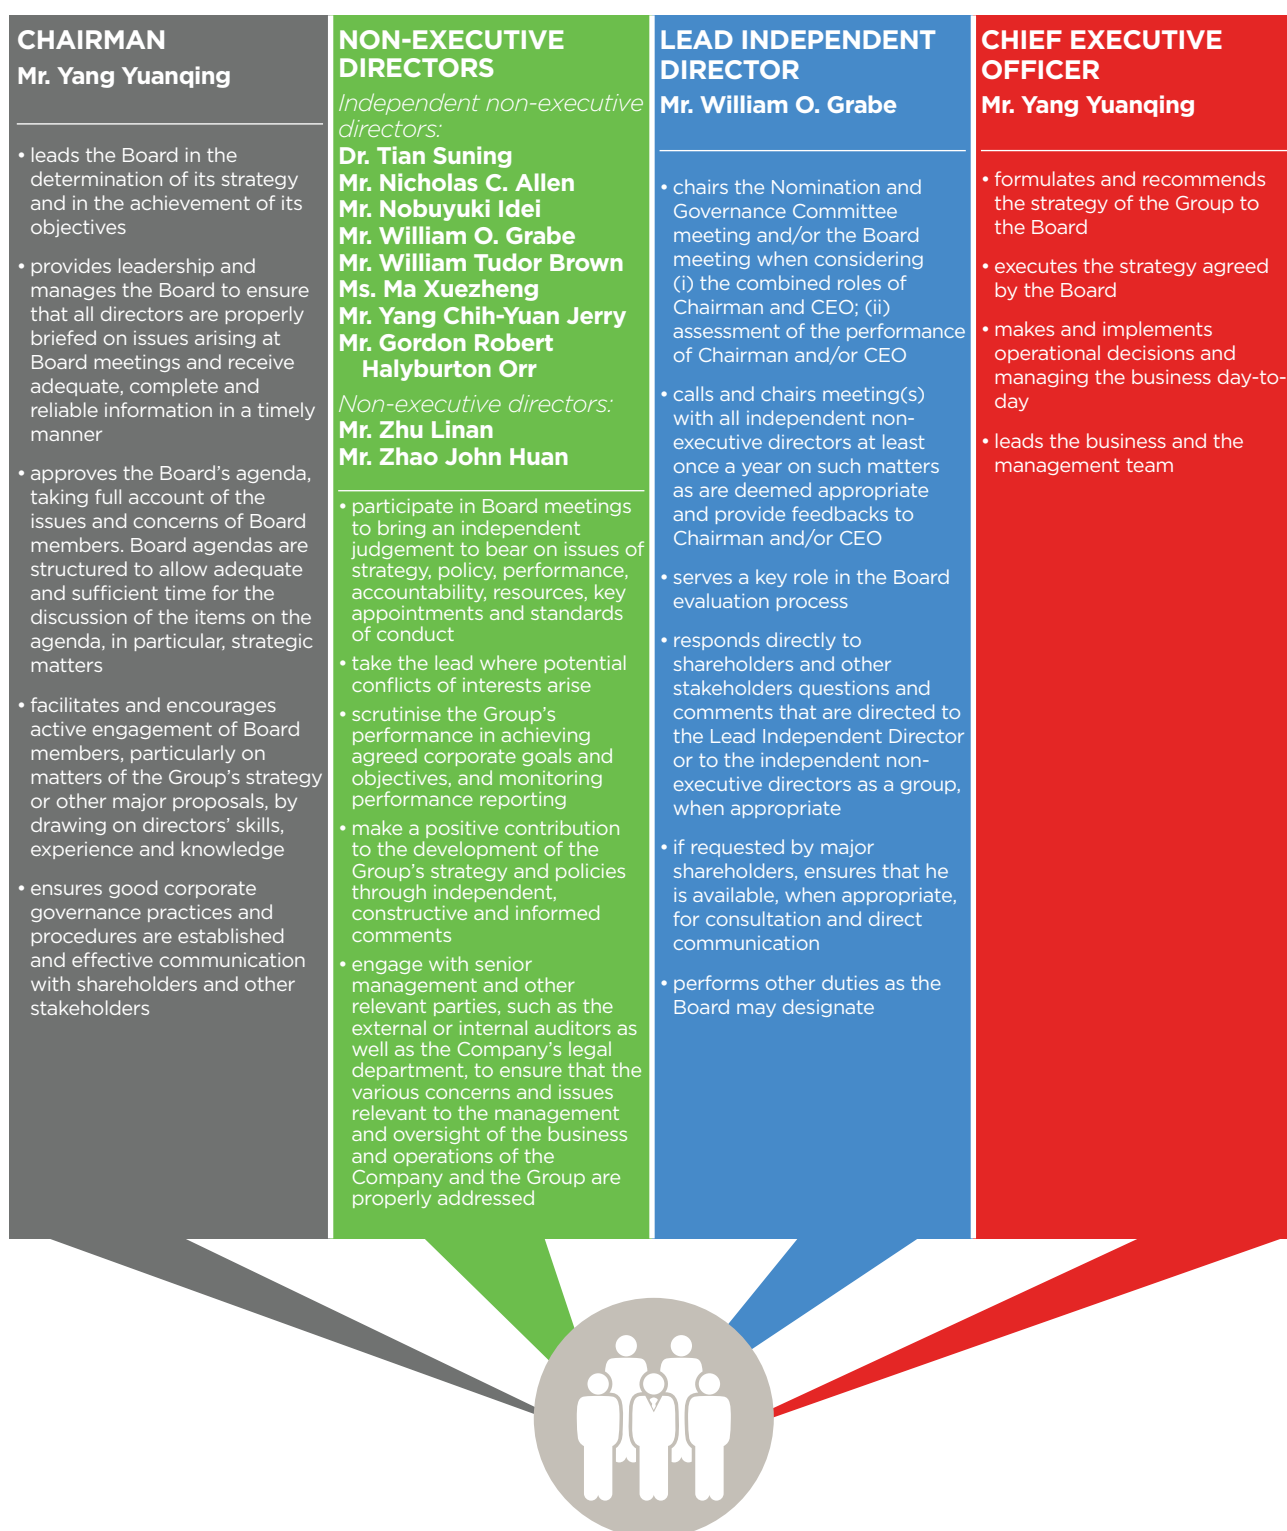 CHAIRMAN
Mr. Yang Yuanqing
• leads the Board in the
determination of its strategy
and in the achievement of its
objectives
• provides leadership and
manages the Board to ensure
that all directors are properly
briefed on issues arising at
Board meetings and receive
adequate, complete and
reliable information in a timely
manner
• approves the Board’s agenda,
taking full account of the
issues and concerns of Board
members. Board agendas are
structured to allow adequate
and sufficient time for the
discussion of the items on the
agenda, in particular, strategic
matters
• facilitates and encourages
active engagement of Board
members, particularly on
matters of the Group’s strategy
or other major proposals, by
drawing on directors’ skills,
experience and knowledge
• ensures good corporate
governance practices and
procedures are established
and effective communication
with shareholders and other
stakeholders
NON-EXECUTIVE
DIRECTORS
Independent non-executive
directors:
Dr. Tian Suning
Mr. Nicholas C. Allen
Mr. Nobuyuki Idei
Mr. William O. Grabe
Mr. William Tudor Brown
Ms. Ma Xuezheng
Mr. Yang Chih-Yuan Jerry
Mr. Gordon Robert
Halyburton Orr
Non-executive directors:
Mr. Zhu Linan
Mr. Zhao John Huan
• participate in Board meetings
to bring an independent
judgement to bear on issues of
strategy, policy, performance,
accountability, resources, key
appointments and standards
of conduct
• take the lead where potential
conflicts of interests arise
• scrutinise the Group’s
performance in achieving
agreed corporate goals and
objectives, and monitoring
performance reporting
• make a positive contribution
to the development of the
Group’s strategy and policies
through independent,
constructive and informed
comments
• engage with senior
management and other
relevant parties, such as the
external or internal auditors as
well as the Company’s legal
department, to ensure that the
various concerns and issues
relevant to the management
and oversight of the business
and operations of the
Company and the Group are
properly addressed
LEAD INDEPENDENT
DIRECTOR
Mr. William O. Grabe
• chairs the Nomination and
Governance Committee
meeting and/or the Board
meeting when considering
(i) the combined roles of
Chairman and CEO; (ii)
assessment of the performance
of Chairman and/or CEO
• calls and chairs meeting(s)
with all independent non-
executive directors at least
once a year on such matters
as are deemed appropriate
and provide feedbacks to
Chairman and/or CEO
• serves a key role in the Board
evaluation process
• responds directly to
shareholders and other
stakeholders questions and
comments that are directed to
the Lead Independent Director
or to the independent non-
executive directors as a group,
when appropriate
• if requested by major
shareholders, ensures that he
is available, when appropriate,
for consultation and direct
communication
• performs other duties as the
Board may designate
CHIEF EXECUTIVE
OFFICER
Mr. Yang Yuanqing
• formulates and recommends
the strategy of the Group to
the Board
• executes the strategy agreed
by the Board
• makes and implements
operational decisions and
managing the business day-to-
day
• leads the business and the
management team